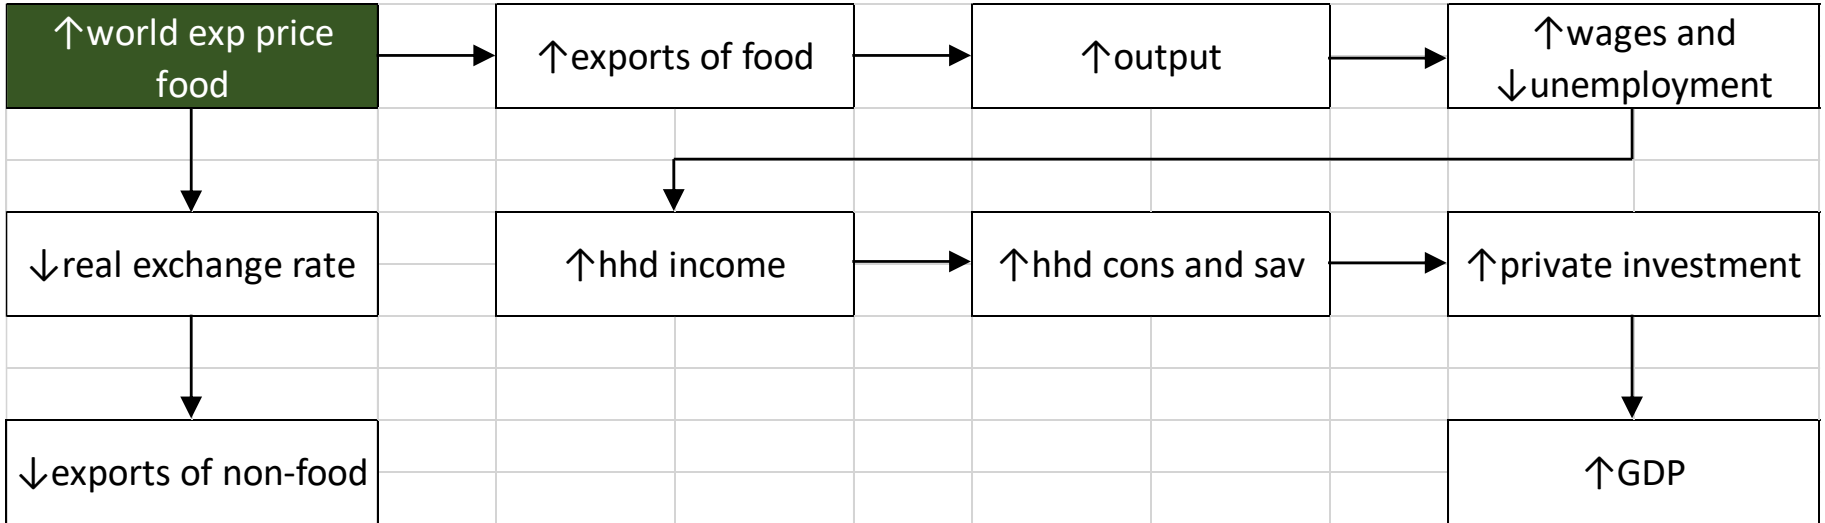 ↑world exp price
food
↑exports of food
↑output
↑wages and
↓unemployment
↓real exchange rate
↑hhd income
↑hhd cons and sav
↑private investment
↓exports of non-food
↑GDP